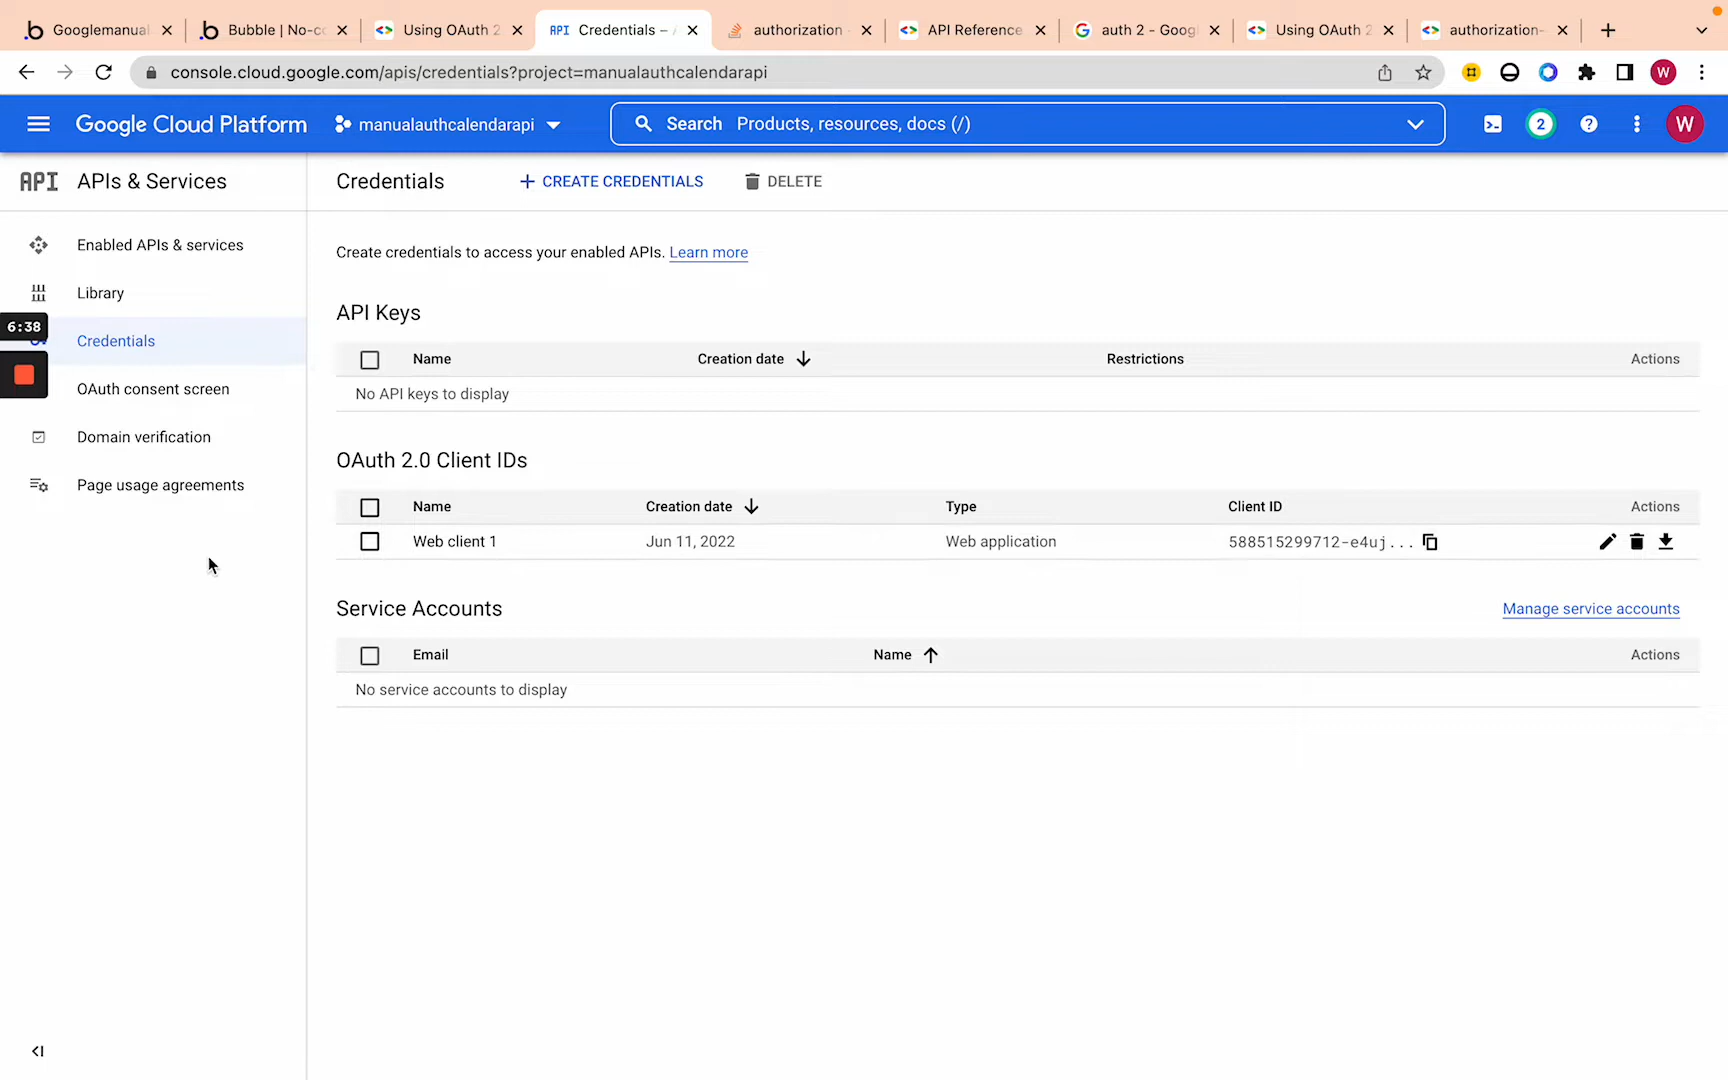 Googlemanual
Bubble | No-co
Using OAuth 2
API Credentials – A
authorization
API Reference
auth 2 - Googl
Using OAuth 2
authorization-
console.cloud.google.com/apis/credentials?project=manualauthcalendarapi
W
Google Cloud Platform
manualauthcalendarapi
Search Products, resources, docs (/)
2
W
API APIs & Services
Credentials
+ CREATE CREDENTIALS
DELETE
Enabled APIs & services
Library
6:38
Credentials
OAuth consent screen
Domain verification
Page usage agreements
Create credentials to access your enabled APIs. Learn more
API Keys
Name Creation date Restrictions Actions
No API keys to display
OAuth 2.0 Client IDs
Name Creation date Type Client ID Actions
Web client 1 Jun 11, 2022 Web application 588515299712-e4uj...
Service Accounts
Manage service accounts
Email Name Actions
No service accounts to display